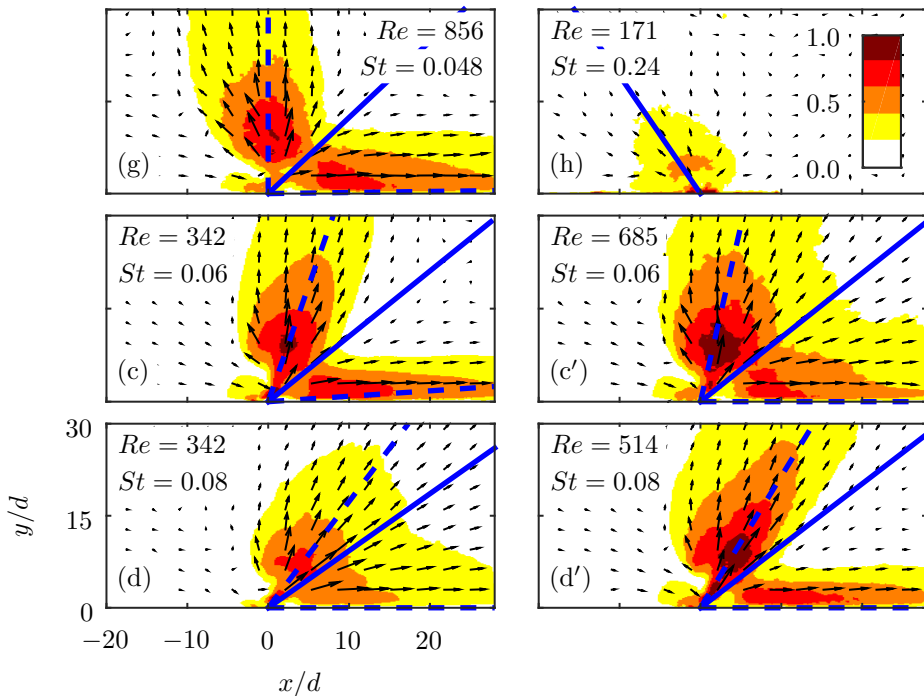 Re = 856
St = 0.048
(g)
Re = 171
St = 0.24
(h)
1.0
0.5
0.0
Re = 342
St = 0.06
(c)
Re = 685
St = 0.06
(c′)
30
15
0
y/d
Re = 342
St = 0.08
(d)
Re = 514
St = 0.08
(d′)
−20
−10
0
10
20
x/d